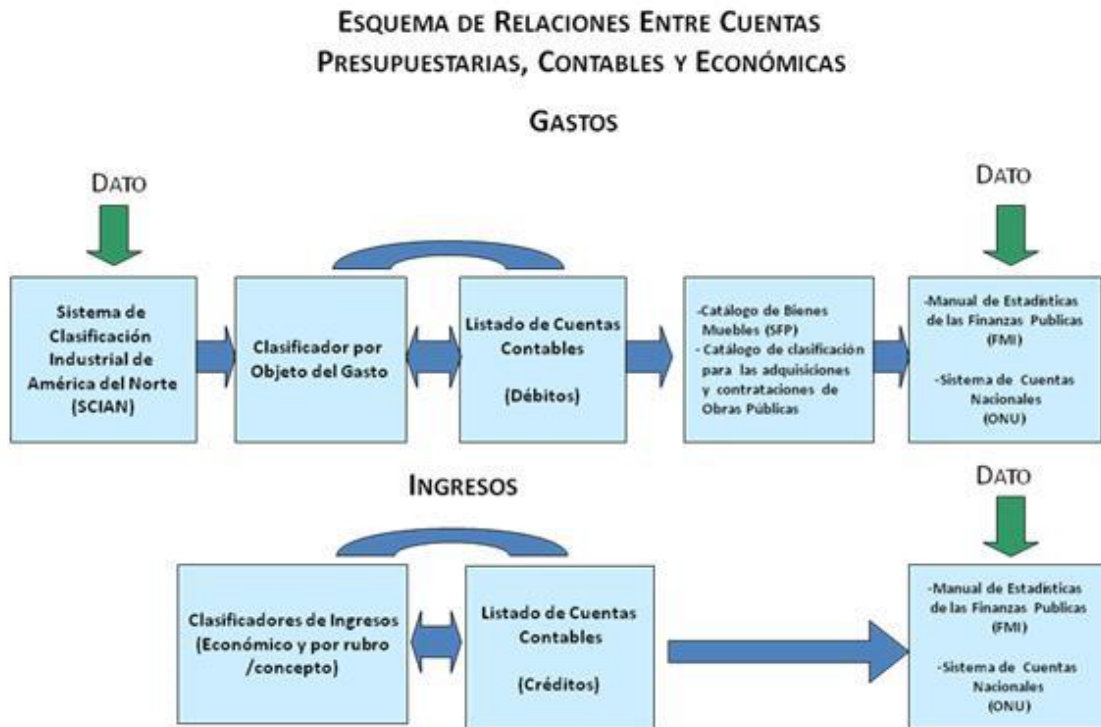 ESQUEMA DE RELACIONES ENTRE CUENTAS
PRESUPUESTARIAS, CONTABLES Y ECONÓMICAS
GASTOS
DATO
DATO
Sistema de
Clasificación
Industrial de
América del Norte
(SCIAN)
Clasificador por
Objeto del Gasto
Listado de Cuentas
Contables
(Débitos)
-Catálogo de Bienes
Muebles (SFP)
- Catálogo de clasificación
para las adquisiciones
y contrataciones de
Obras Públicas
-Manual de Estadísticas
de las Finanzas Publicas
(FMI)
-Sistema de Cuentas
Nacionales
(ONU)
INGRESOS
DATO
Clasificadores de Ingresos
(Económico y por rubro
/concepto)
Listado de Cuentas
Contables
(Créditos)
-Manual de Estadísticas
de las Finanzas Publicas
(FMI)
-Sistema de Cuentas
Nacionales
(ONU)